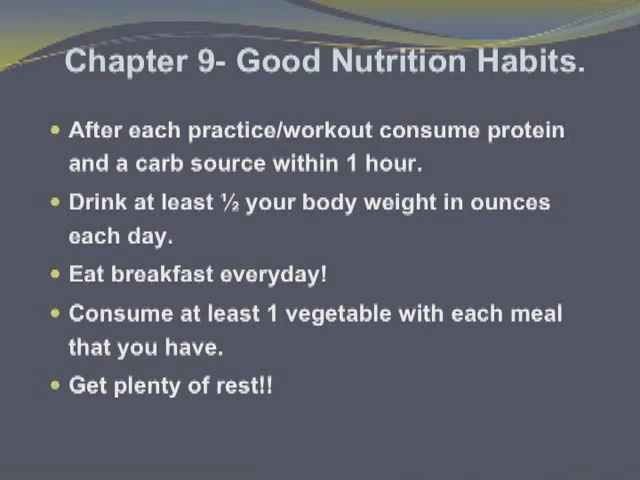 Chapter 9- Good Nutrition Habits.
• After each practice/workout consume protein
and a carb source within 1 hour.
• Drink at least ½ your body weight in ounces
each day.
• Eat breakfast everyday!
• Consume at least 1 vegetable with each meal
that you have.
• Get plenty of rest!!